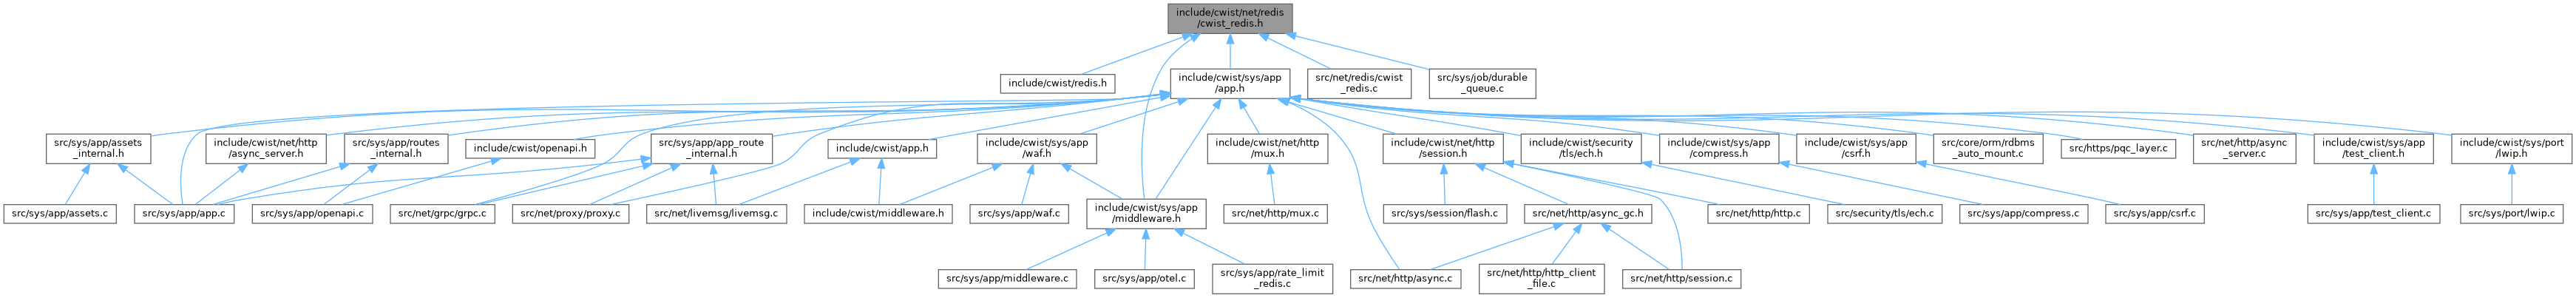 include/cwist/net/redis
/cwist_redis.h
include/cwist/redis.h
include/cwist/sys/app
/app.h
src/net/redis/cwist
_redis.c
src/sys/job/durable
_queue.c
src/sys/app/assets
_internal.h
include/cwist/net/http
/async_server.h
src/sys/app/routes
_internal.h
include/cwist/openapi.h
src/sys/app/app_route
_internal.h
include/cwist/app.h
include/cwist/sys/app
/waf.h
include/cwist/net/http
/mux.h
include/cwist/net/http
/session.h
include/cwist/security
/tls/ech.h
include/cwist/sys/app
/compress.h
include/cwist/sys/app
/csrf.h
src/core/orm/rdbms
_auto_mount.c
src/https/pqc_layer.c
src/net/http/async
_server.c
include/cwist/sys/app
/test_client.h
include/cwist/sys/port
/lwip.h
src/sys/app/assets.c
src/sys/app/app.c
src/sys/app/openapi.c
src/net/grpc/grpc.c
src/net/proxy/proxy.c
src/net/livemsg/livemsg.c
include/cwist/middleware.h
src/sys/app/waf.c
include/cwist/sys/app
/middleware.h
src/net/http/mux.c
src/sys/session/flash.c
src/net/http/async_gc.h
src/net/http/http.c
src/security/tls/ech.c
src/sys/app/compress.c
src/sys/app/csrf.c
src/sys/app/test_client.c
src/sys/port/lwip.c
src/sys/app/middleware.c
src/sys/app/otel.c
src/sys/app/rate_limit
_redis.c
src/net/http/async.c
src/net/http/http_client
_file.c
src/net/http/session.c